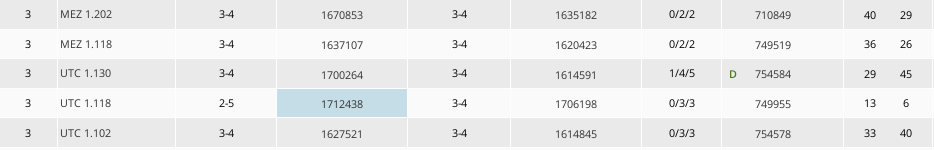 3 MEZ 1.202 3-4 1670853 3-4 1635182 0/2/2 710849 40 29
3 MEZ 1.118 3-4 1637107 3-4 1620423 0/2/2 749519 36 26
3 UTC 1.130 3-4 1700264 3-4 1614591 1/4/5 D 754584 29 45
3 UTC 1.118 2-5 1712438 3-4 1706198 0/3/3 749955 13 6
3 UTC 1.102 3-4 1627521 3-4 1614845 0/3/3 754578 33 40